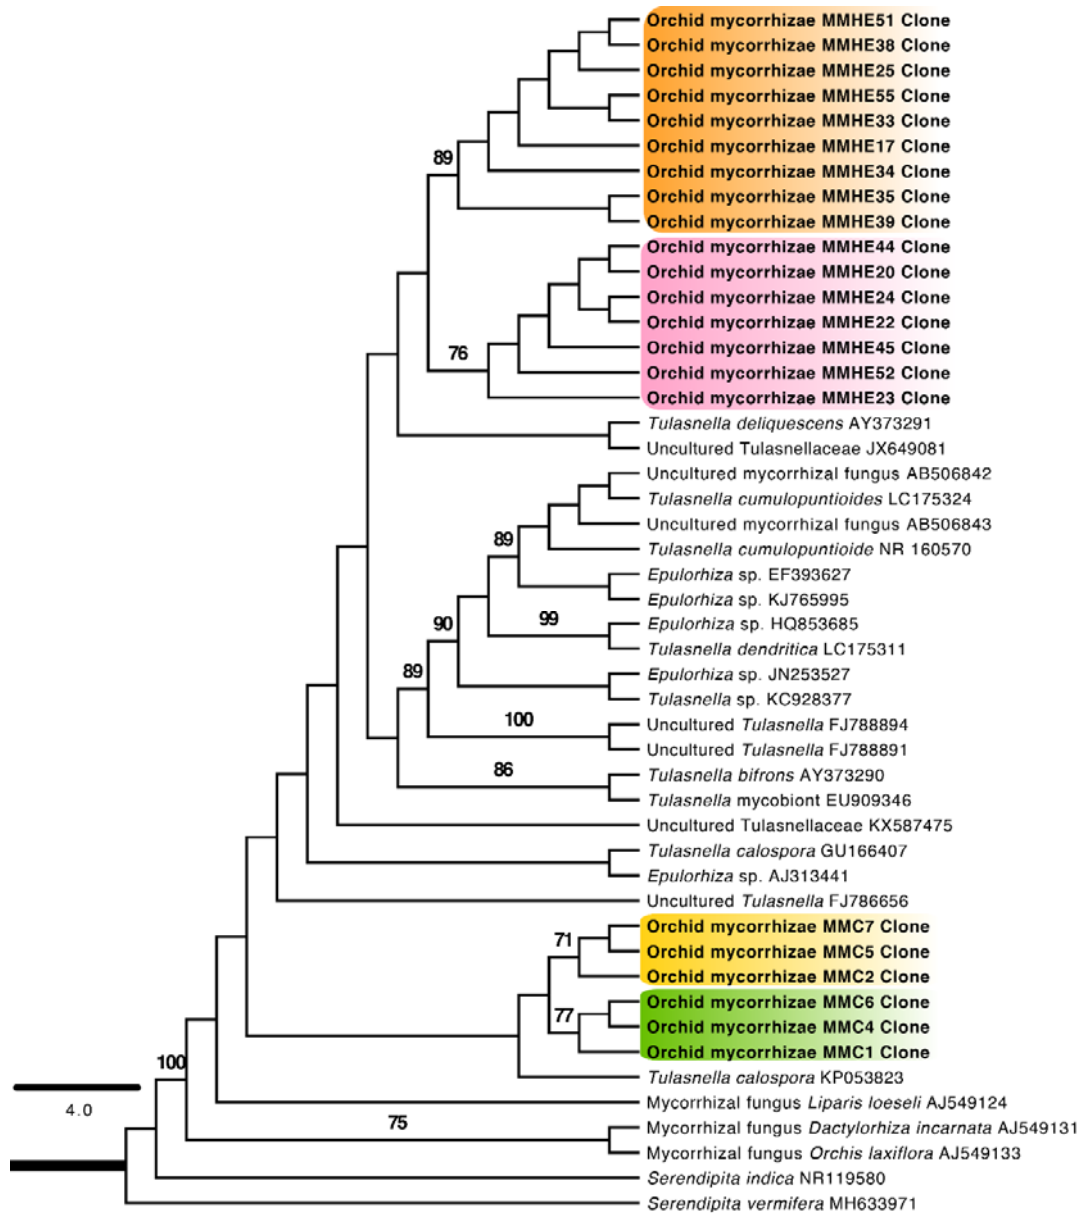 Orchid mycorrhizae MMHE51 Clone
Orchid mycorrhizae MMHE38 Clone
Orchid mycorrhizae MMHE25 Clone
Orchid mycorrhizae MMHE55 Clone
Orchid mycorrhizae MMHE33 Clone
Orchid mycorrhizae MMHE17 Clone
89
Orchid mycorrhizae MMHE34 Clone
Orchid mycorrhizae MMHE35 Clone
Orchid mycorrhizae MMHE39 Clone
Orchid mycorrhizae MMHE44 Clone
Orchid mycorrhizae MMHE20 Clone
Orchid mycorrhizae MMHE24 Clone
Orchid mycorrhizae MMHE22 Clone
Orchid mycorrhizae MMHE45 Clone
76
Orchid mycorrhizae MMHE52 Clone
Orchid mycorrhizae MMHE23 Clone
Tulasnella deliquescens AY373291
Uncultured Tulasnellaceae JX649081
Uncultured mycorrhizal fungus AB506842
Tulasnella cumulopuntioides LC175324
Uncultured mycorrhizal fungus AB506843
89
Tulasnella cumulopuntioide NR 160570
Epulorhiza sp. EF393627
Epulorhiza sp. KJ765995
99
90
Epulorhiza sp. HQ853685
Tulasnella dendritica LC175311
89
Epulorhiza sp. JN253527
Tulasnella sp. KC928377
100
Uncultured Tulasnella FJ788894
Uncultured Tulasnella FJ788891
86
Tulasnella bifrons AY373290
Tulasnella mycobiont EU909346
Uncultured Tulasnellaceae KX587475
Tulasnella calospora GU166407
Epulorhiza sp. AJ313441
Uncultured Tulasnella FJ786656
Orchid mycorrhizae MMC7 Clone
71
Orchid mycorrhizae MMC5 Clone
Orchid mycorrhizae MMC2 Clone
Orchid mycorrhizae MMC6 Clone
77
Orchid mycorrhizae MMC4 Clone
Orchid mycorrhizae MMC1 Clone
100
Tulasnella calospora KP053823
4.0
Mycorrhizal fungus Liparis loeseli AJ549124
75
Mycorrhizal fungus Dactylorhiza incarnata AJ549131
Mycorrhizal fungus Orchis laxiflora AJ549133
Serendipita indica NR119580
Serendipita vermifera MH633971